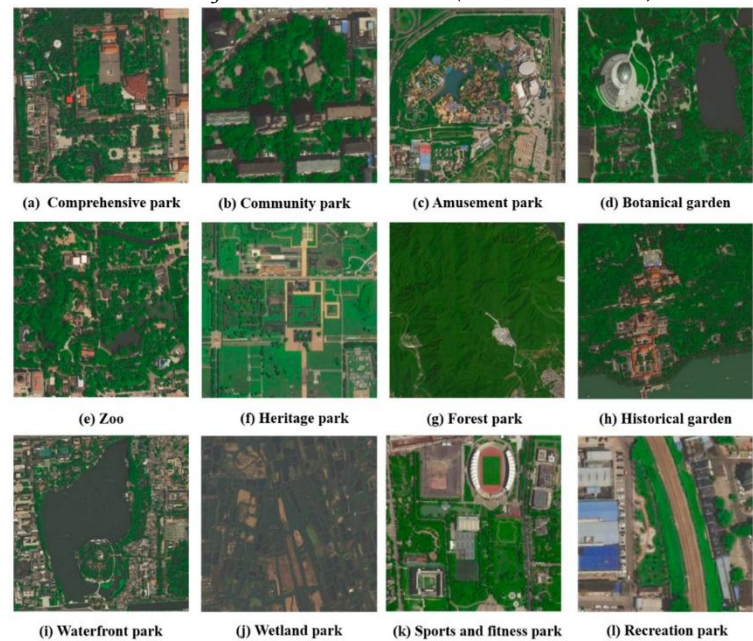 (a) Comprehensive park
(b) Community park
(c) Amusement park
(d) Botanical garden
(e) Zoo
(f) Heritage park
(g) Forest park
(h) Historical garden
(i) Waterfront park
(j) Wetland park
(k) Sports and fitness park
(l) Recreation park